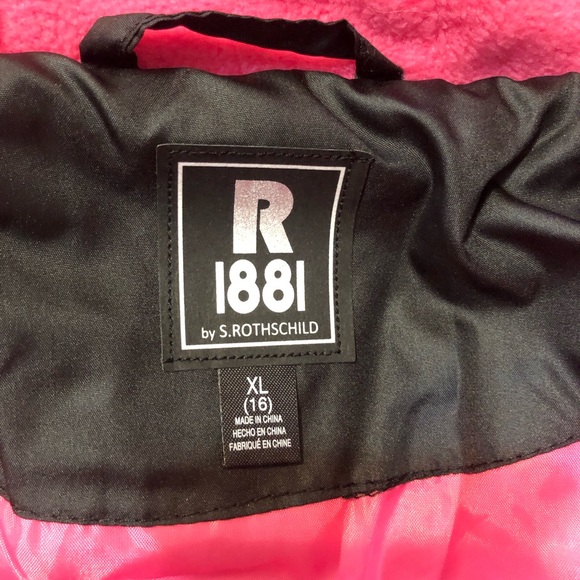 R
1881
by S.ROTHSCHILD
XL
(16)
MADE IN CHINA
HECHO EN CHINA
FABRIQUÉ EN CHINE